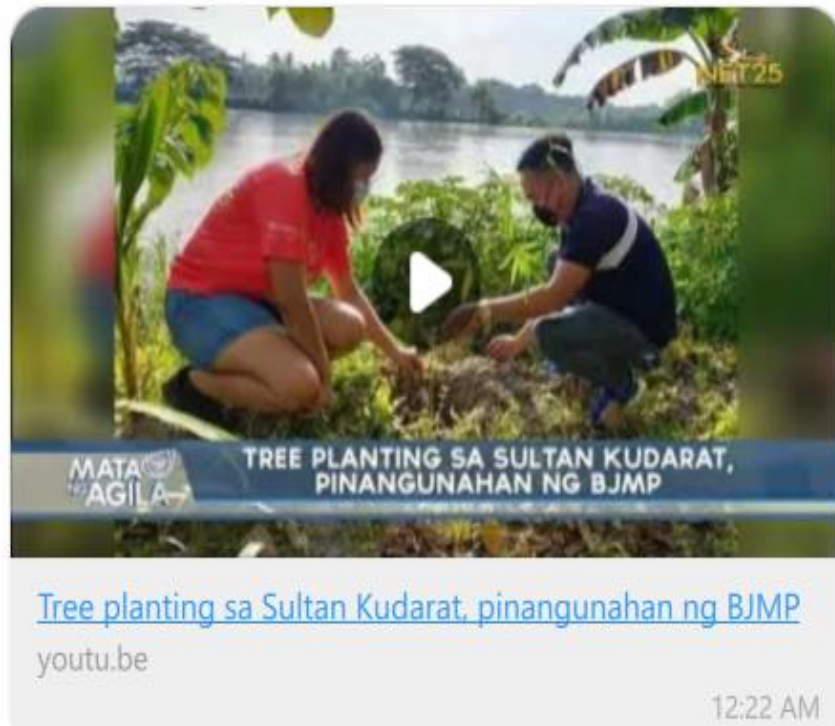 NET25
MATA
NG AGILA
TREE PLANTING SA SULTAN KUDARAT,
PINANGUNAHAN NG BJMP
Tree planting sa Sultan Kudarat, pinangunahan ng BJMP
youtu.be
12:22 AM